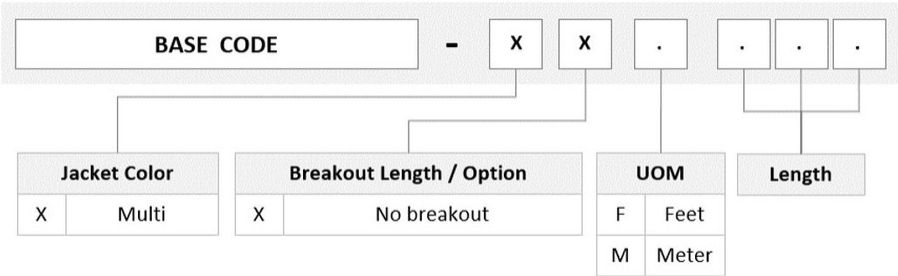 BASE CODE - X X . . . .
Jacket Color Breakout Length / Option UOM Length
X Multi X No breakout F Feet
M Meter